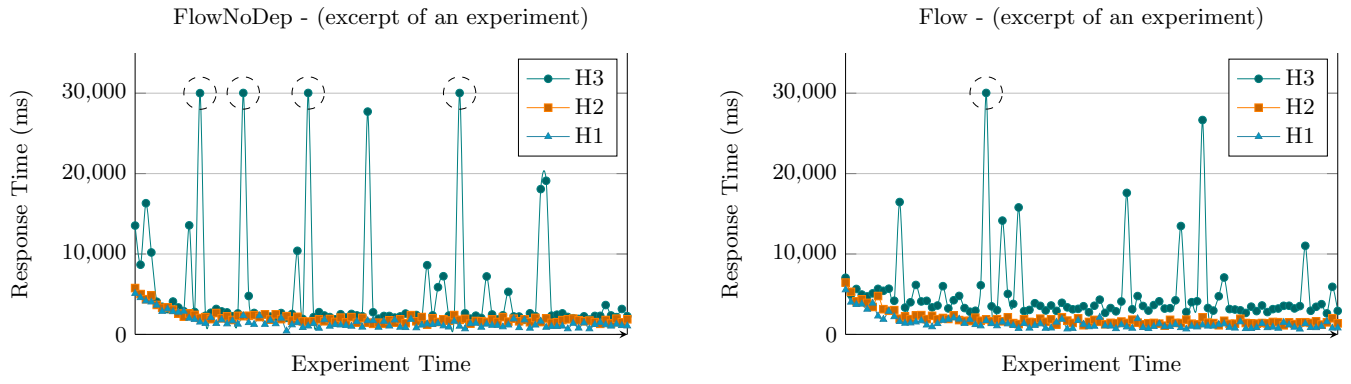 FlowNoDep - (excerpt of an experiment)
Response Time (ms)
30,000
20,000
10,000
0
H3
H2
H1
Experiment Time
Flow - (excerpt of an experiment)
Response Time (ms)
30,000
20,000
10,000
0
H3
H2
H1
Experiment Time